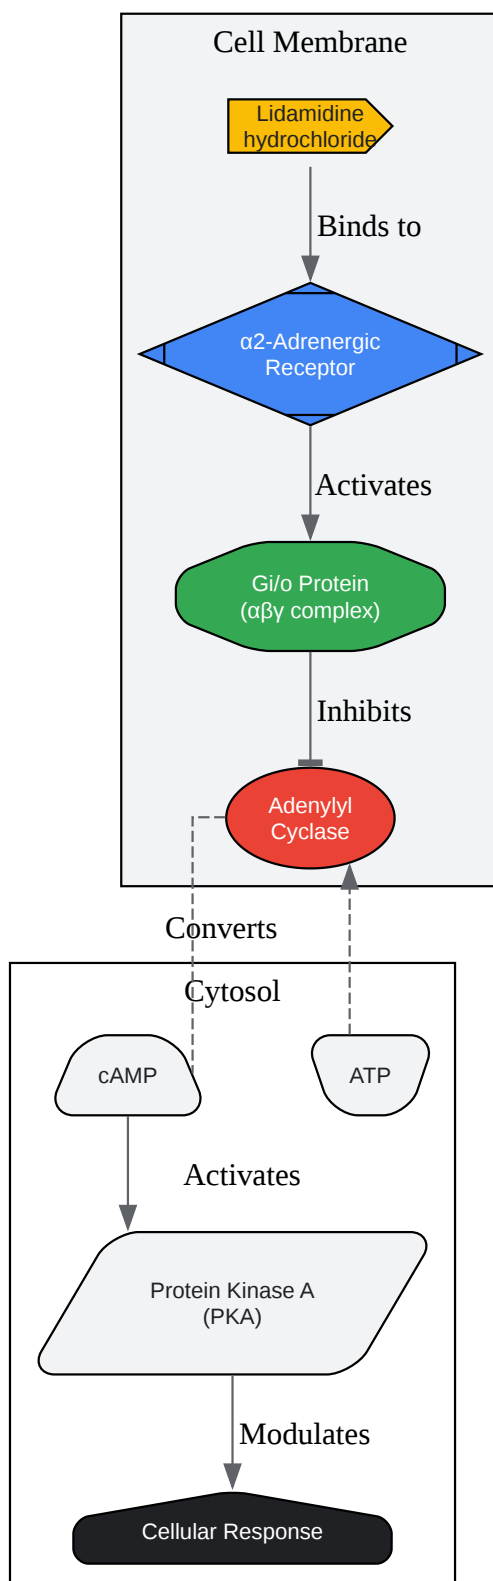 Cell Membrane
Lidamidine
hydrochloride
Binds to
α2-Adrenergic
Receptor
Activates
Gi/o Protein
(αβγ complex)
Inhibits
Adenylyl
Cyclase
Converts
Cytosol
cAMP
ATP
Activates
Protein Kinase A
(PKA)
Modulates
Cellular Response